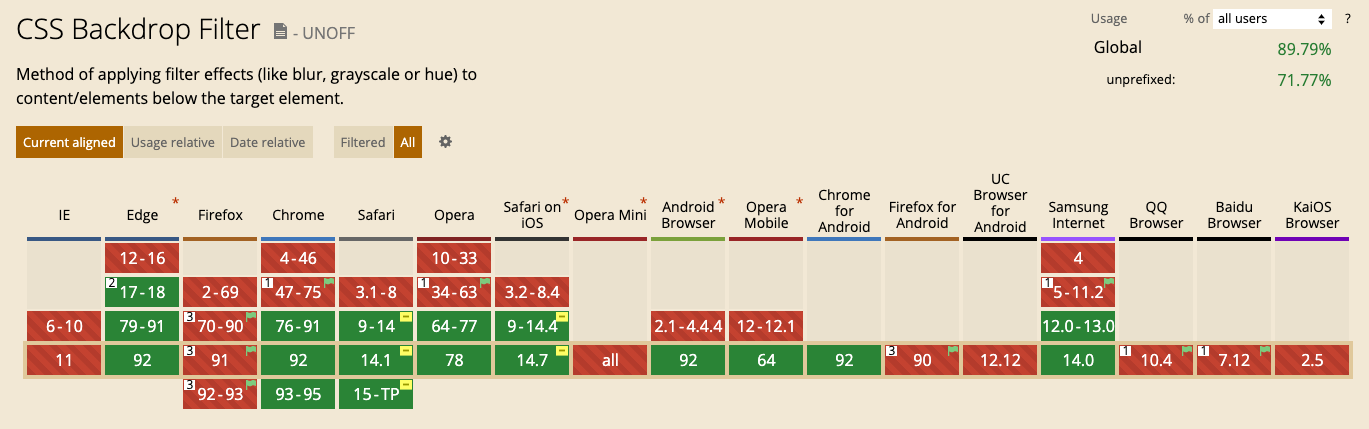 CSS Backdrop Filter - UNOFF
Usage % of all users ?
Global 89.79%
unprefixed: 71.77%
Method of applying filter effects (like blur, grayscale or hue) to
content/elements below the target element.
Current aligned Usage relative Date relative Filtered All
IE Edge * Firefox Chrome Safari Opera Safari on iOS * Opera Mini Android Browser * Opera Mobile * Chrome for Android Firefox for Android UC Browser for Android Samsung Internet QQ Browser Baidu Browser KaiOS Browser
12-16 4-46 10-33 4
2 17-18 2-69 1 47-75 3.1-8 1 34-63 3.2-8.4 1 5-11.2
6-10 79-91 3 70-90 76-91 9-14 64-77 9-14.4 2.1-4.4.4 12-12.1 12.0-13.0
11 92 3 91 92 14.1 78 14.7 all 92 64 92 3 90 12.12 14.0 1 10.4 1 7.12 2.5
3 92-93 93-95 15-TP